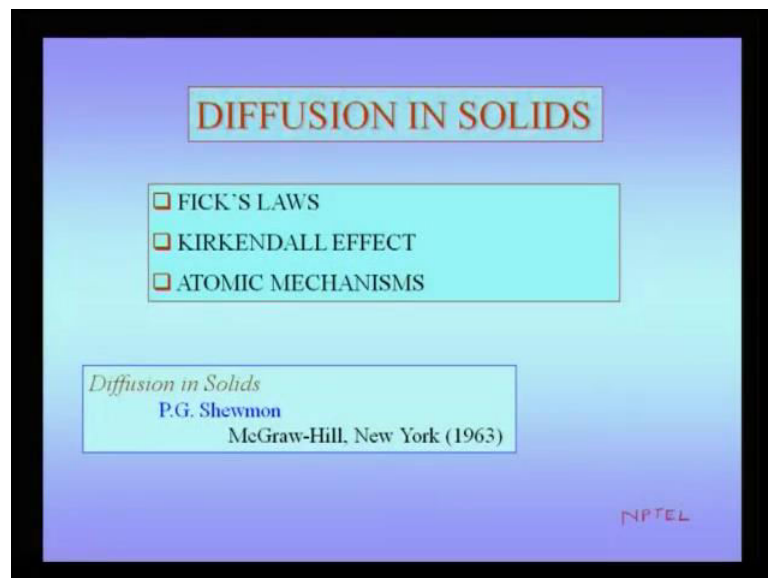 DIFFUSION IN SOLIDS
FICK'S LAWS
KIRKENDALL EFFECT
ATOMIC MECHANISMS
Diffusion in Solids
P.G. Shewmon
McGraw-Hill, New York (1963)
NPTEL